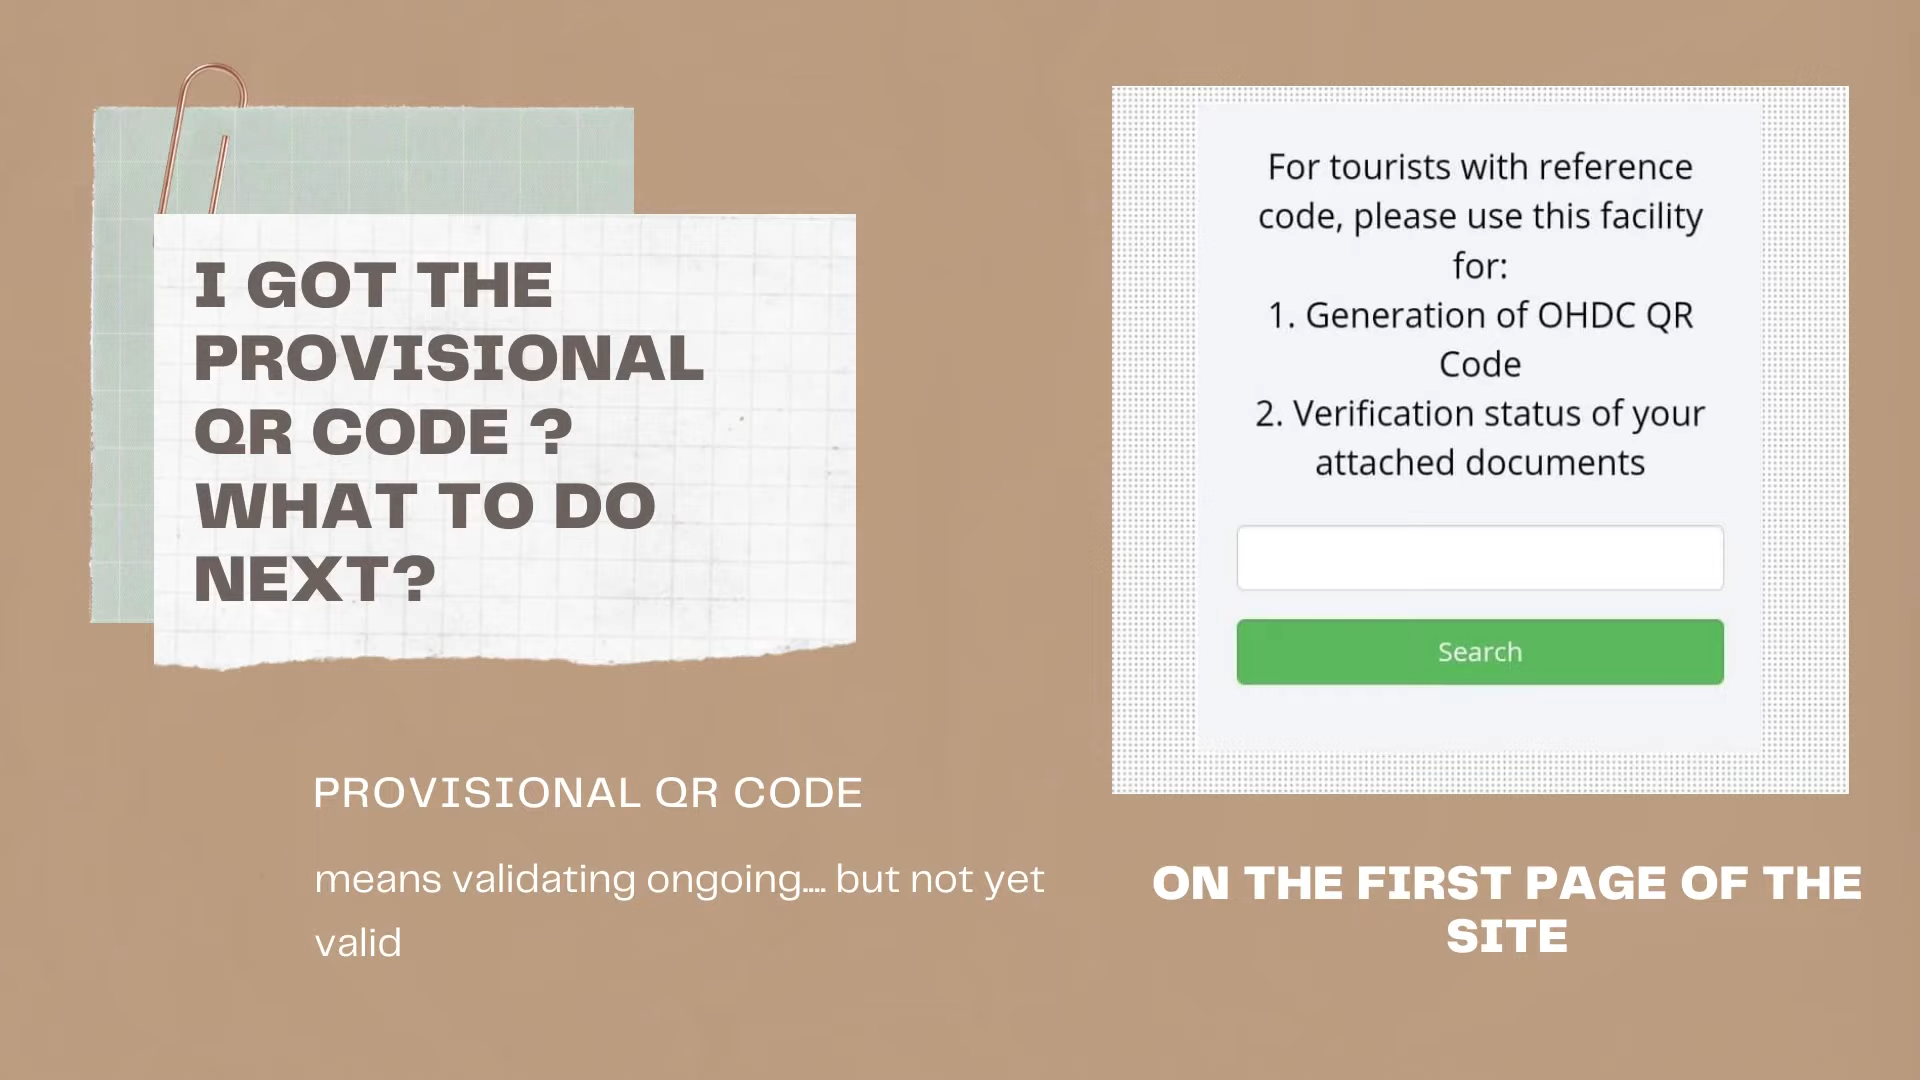 I GOT THE
PROVISIONAL
QR CODE ?
WHAT TO DO
NEXT?
PROVISIONAL QR CODE
means validating ongoing.... but not yet
valid
For tourists with reference
code, please use this facility
for:
1. Generation of OHDC QR
Code
2. Verification status of your
attached documents
Search
ON THE FIRST PAGE OF THE
SITE